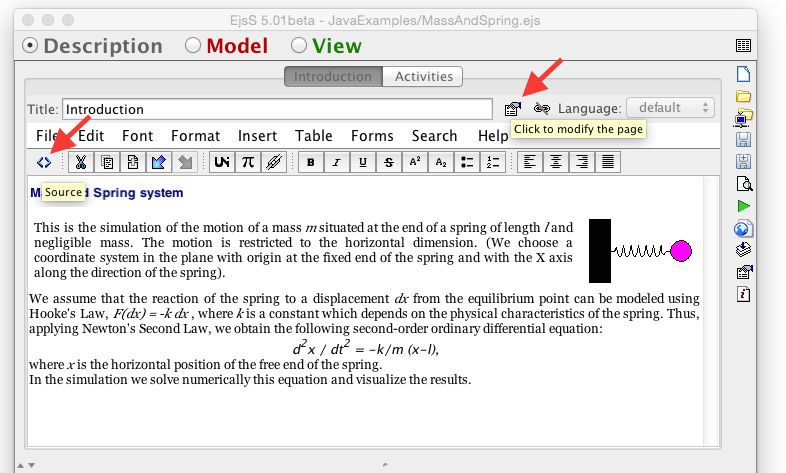 EjsS 5.01beta - JavaExamples/MassAndSpring.ejs
Description Model View
Introduction Activities
Title: Introduction Language: default
File Edit Font Format Insert Table Forms Search Help
Click to modify the page
B I U S A² A₂
Source
Spring system
This is the simulation of the motion of a mass m situated at the end of a spring of length l and
negligible mass. The motion is restricted to the horizontal dimension. (We choose a
coordinate system in the plane with origin at the fixed end of the spring and with the X axis
along the direction of the spring).
We assume that the reaction of the spring to a displacement dx from the equilibrium point can be modeled using
Hooke's Law, F(dx) = -k dx , where k is a constant which depends on the physical characteristics of the spring. Thus,
applying Newton's Second Law, we obtain the following second-order ordinary differential equation:
d² x / dt² = -k/m (x-l),
where x is the horizontal position of the free end of the spring.
In the simulation we solve numerically this equation and visualize the results.